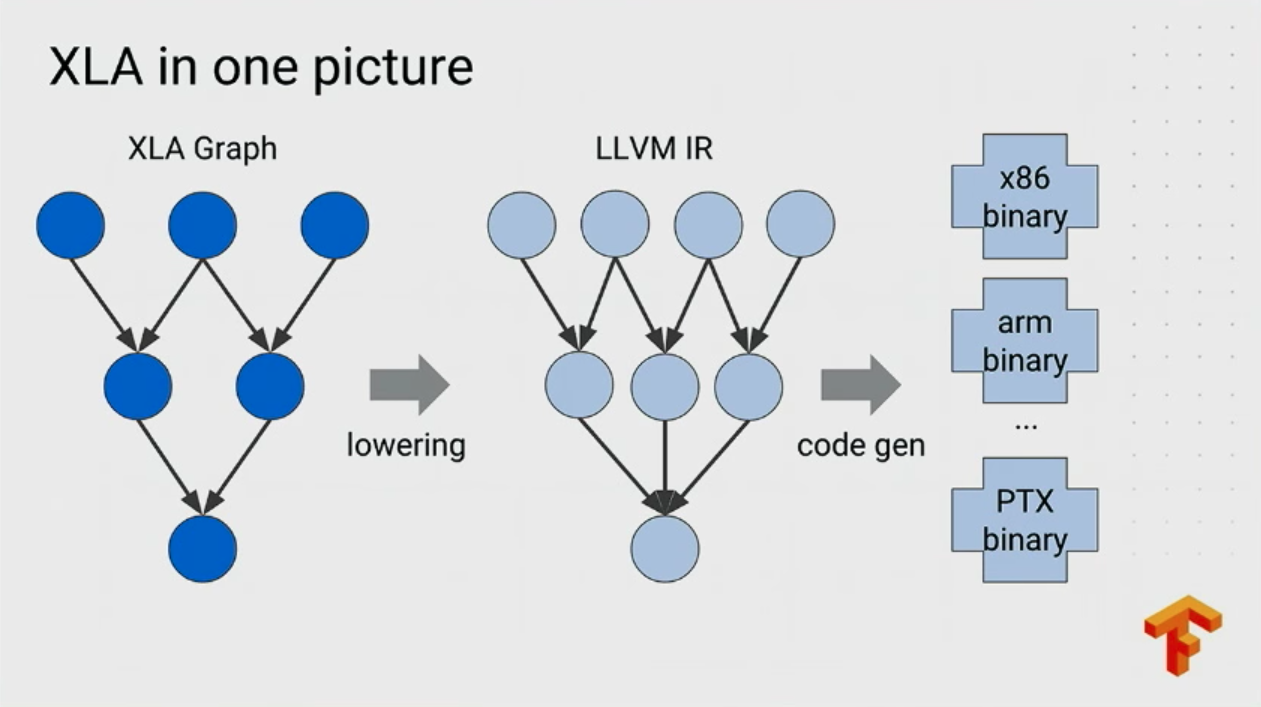 XLA in one picture
XLA Graph
LLVM IR
lowering
code gen
x86
binary
arm
binary
...
PTX
binary